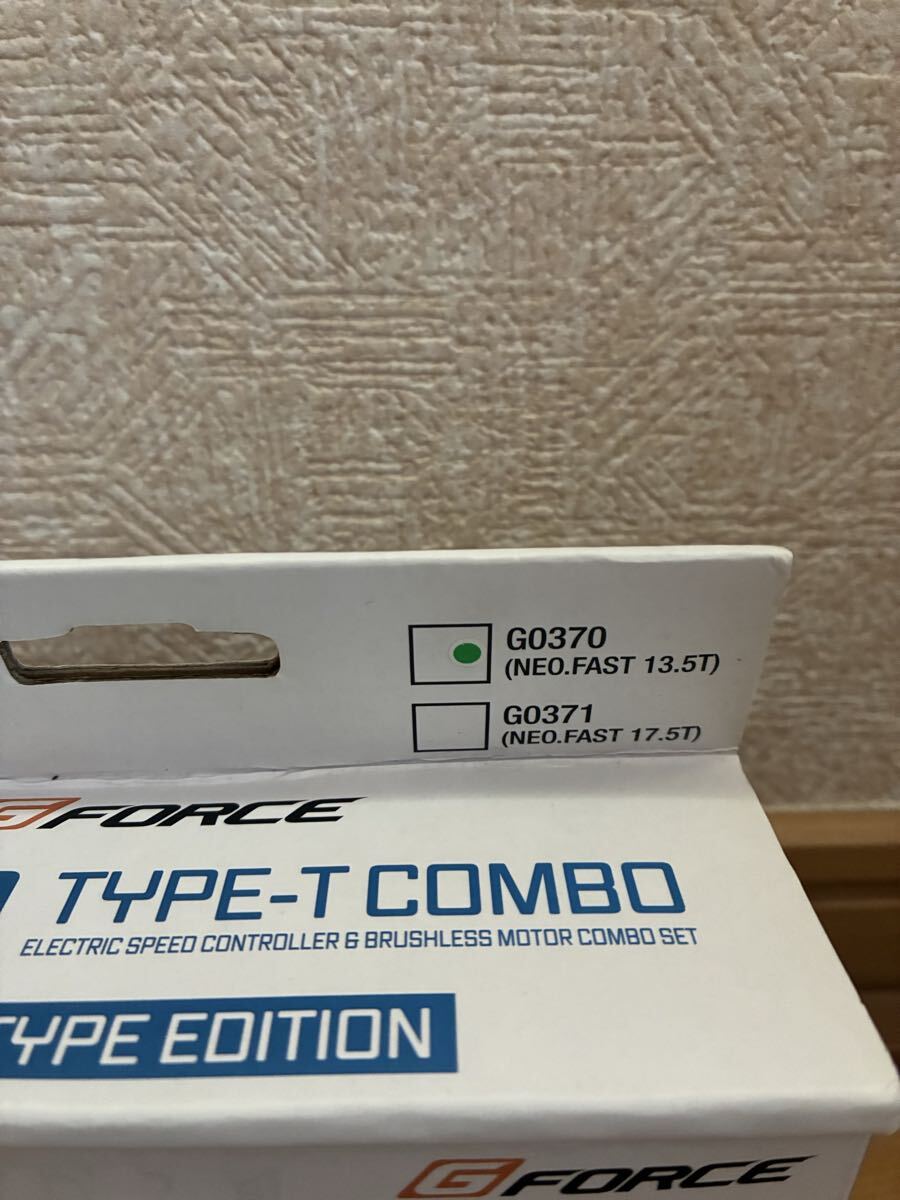 G0370
(NEO.FAST 13.5T)
G0371
(NEO.FAST 17.5T)
G FORCE
TYPE-T COMBO
ELECTRIC SPEED CONTROLLER & BRUSHLESS MOTOR COMBO SET
TYPE EDITION
G FORCE